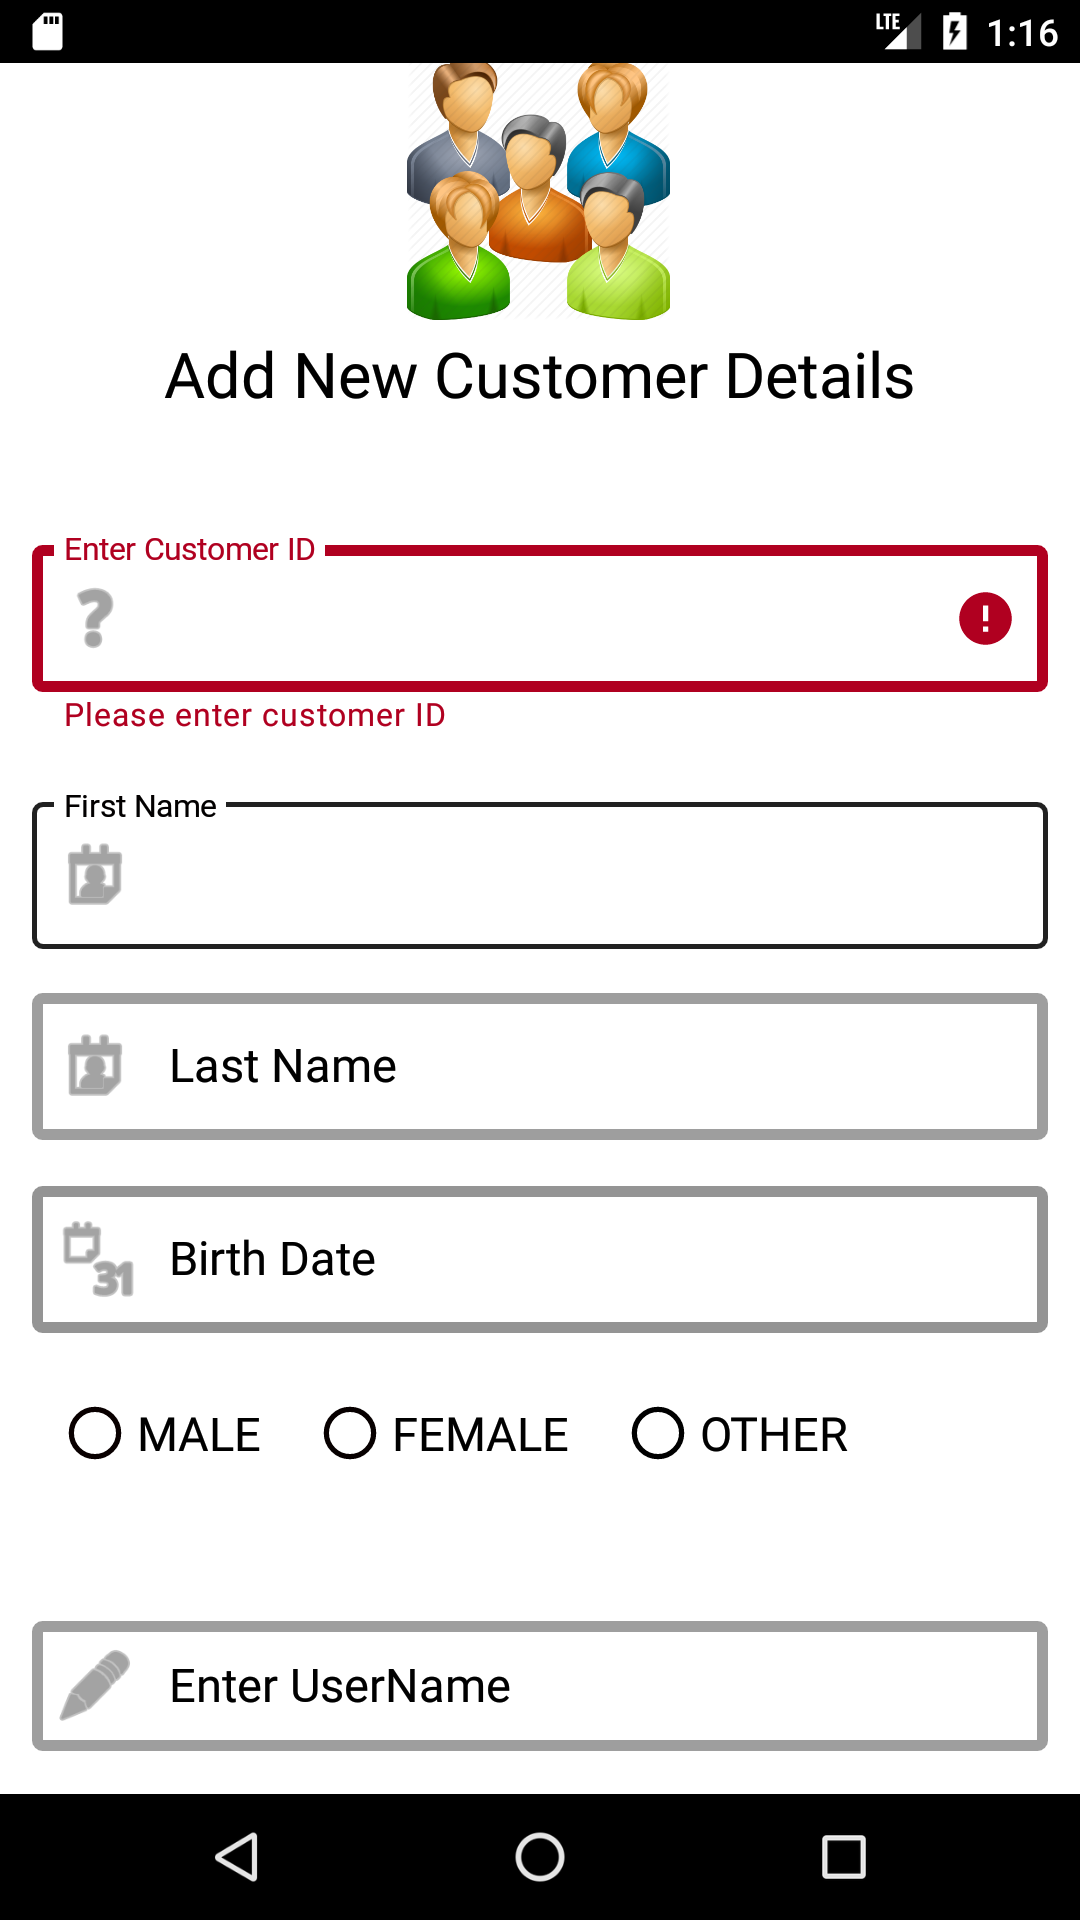 LTE 1:16
Add New Customer Details
Enter Customer ID
Please enter customer ID
First Name
Last Name
31
Birth Date
MALE FEMALE OTHER
Enter UserName